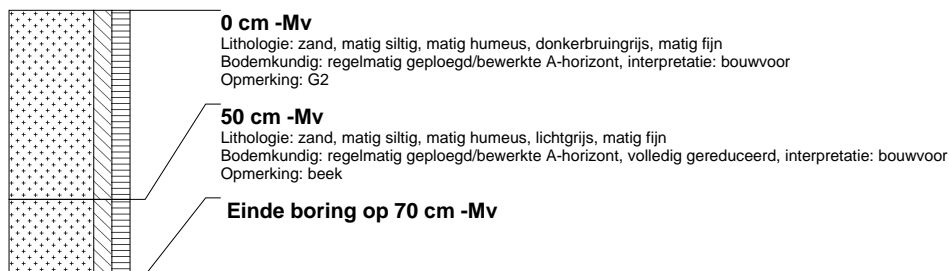 0 cm -Mv
Lithologie: zand, matig siltig, matig humeus, donkerbruingrijs, matig fijn
Bodemkundig: regelmatig geploegd/bewerkte A-horizont, interpretatie: bouwvoor
Opmerking: G2
50 cm -Mv
Lithologie: zand, matig siltig, matig humeus, lichtgrijs, matig fijn
Bodemkundig: regelmatig geploegd/bewerkte A-horizont, volledig gereduceerd, interpretatie: bouwvoor
Opmerking: beek
Einde boring op 70 cm -Mv